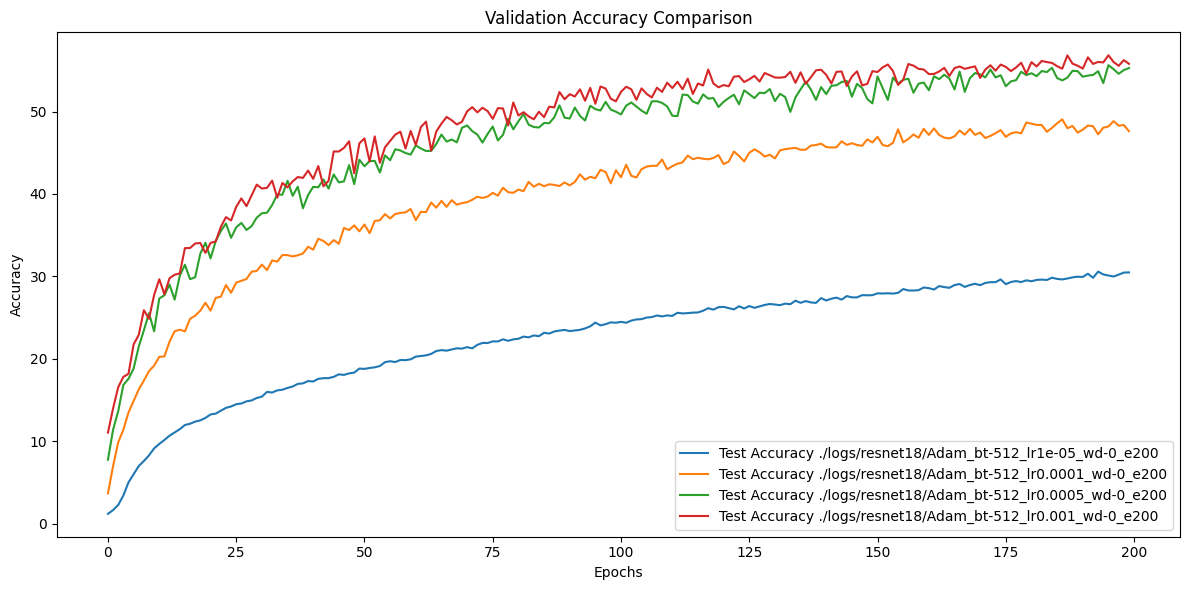 Validation Accuracy Comparison
Accuracy
50
40
30
20
10
0
Test Accuracy ./logs/resnet18/Adam_bt-512_lr1e-05_wd-0_e200
Test Accuracy ./logs/resnet18/Adam_bt-512_lr0.0001_wd-0_e200
Test Accuracy ./logs/resnet18/Adam_bt-512_lr0.0005_wd-0_e200
Test Accuracy ./logs/resnet18/Adam_bt-512_lr0.001_wd-0_e200
0 25 50 75 100 125 150 175 200
Epochs